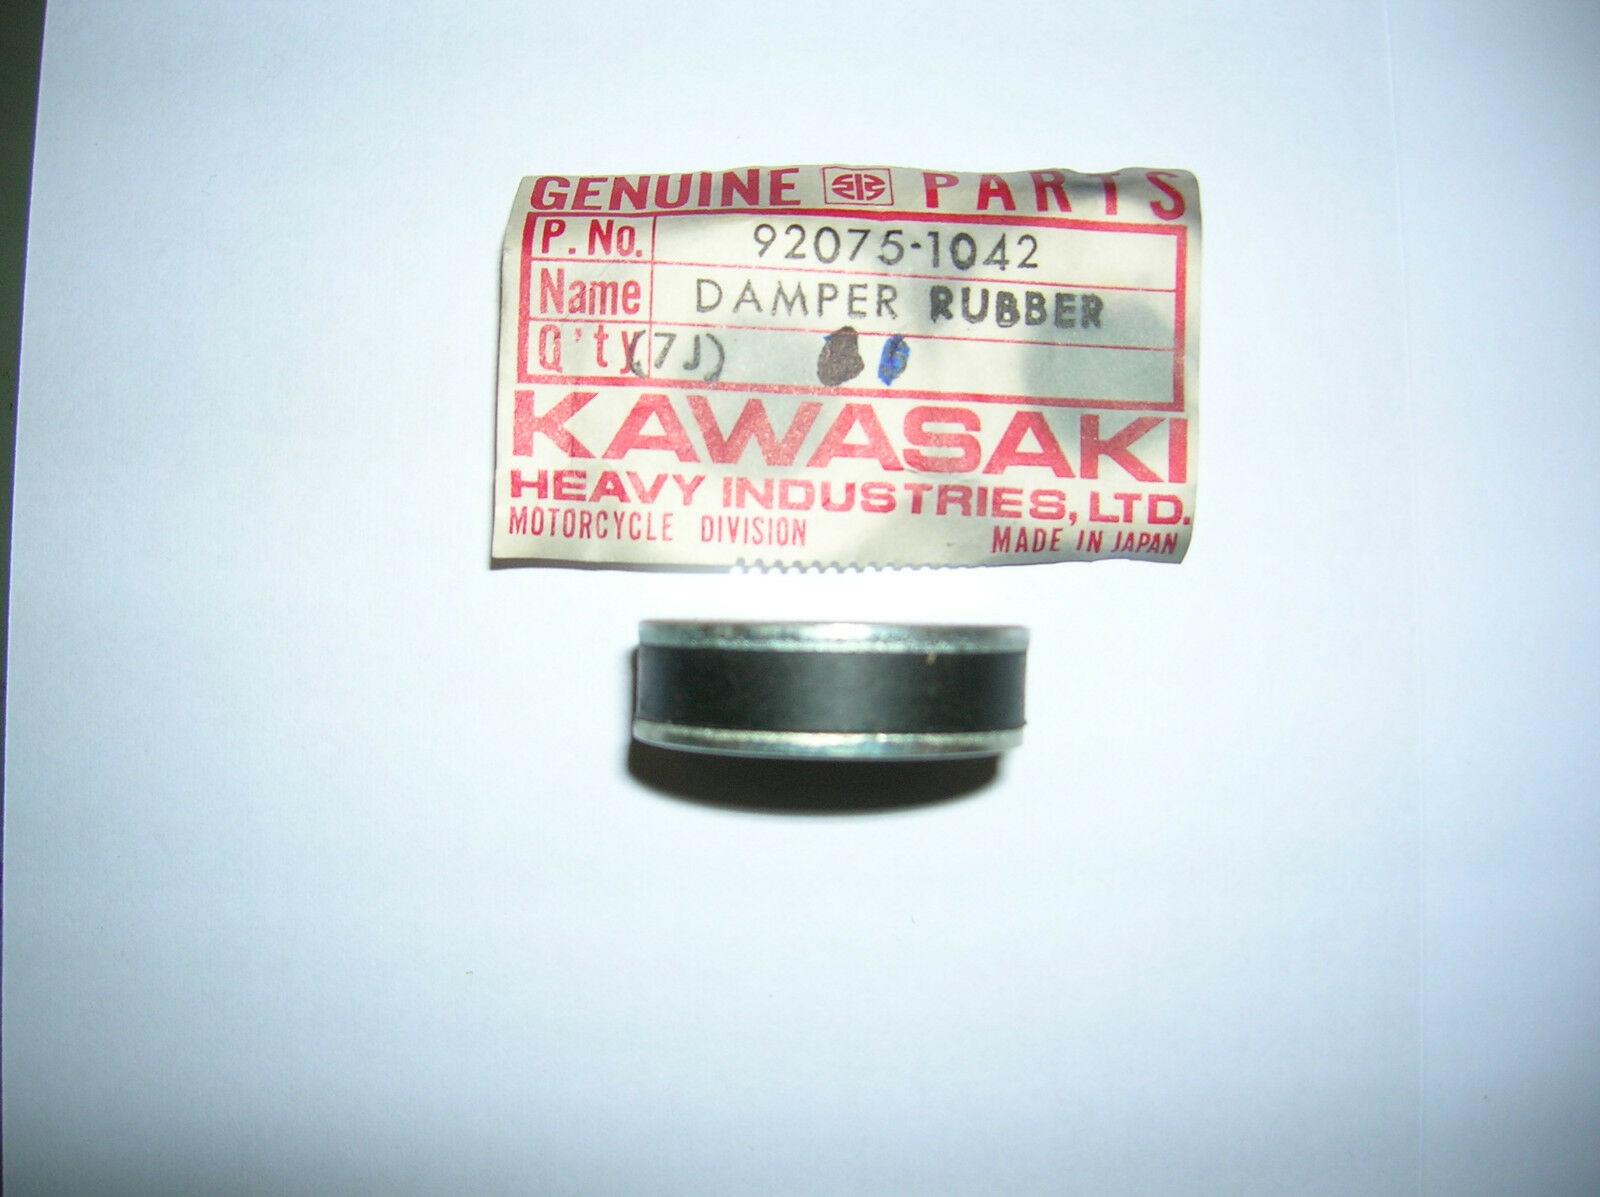 GENUINE PARTS
P. No. 92075-1042
Name DAMPER RUBBER
Q'ty (7J)
KAWASAKI
HEAVY INDUSTRIES, LTD.
MOTORCYCLE DIVISION MADE IN JAPAN